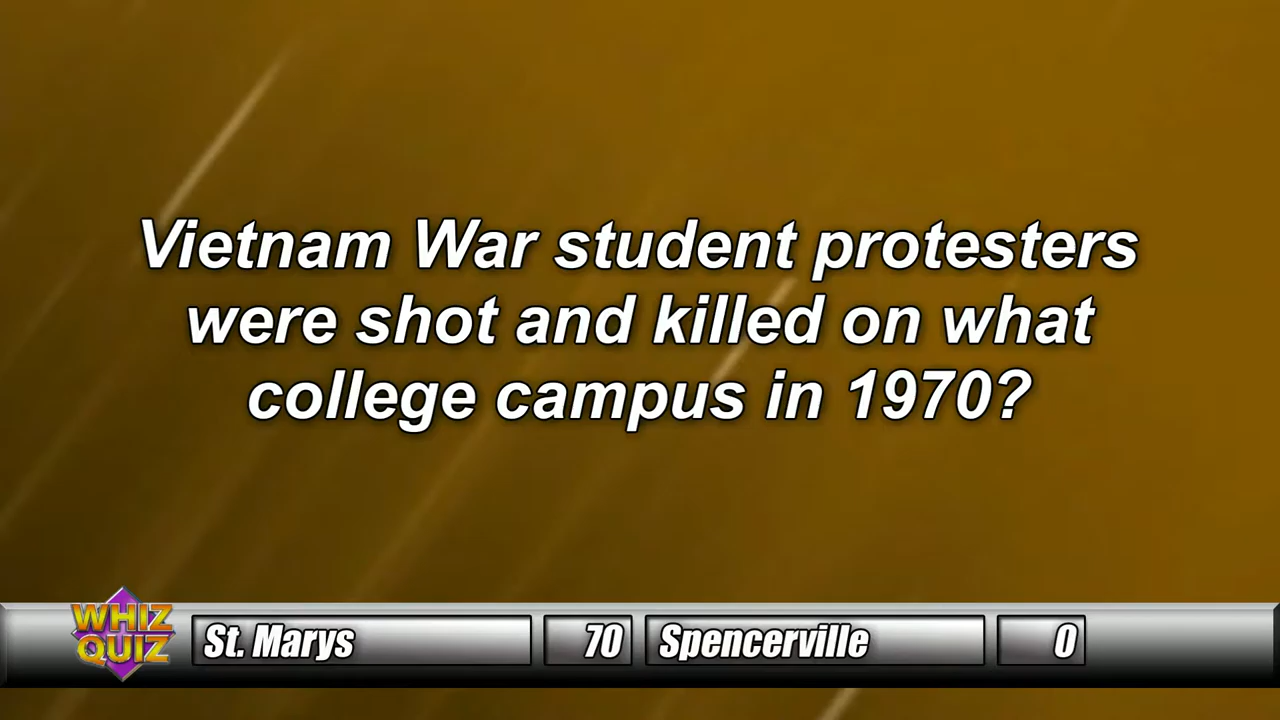 Vietnam War student protesters
were shot and killed on what
college campus in 1970?
WHIZ
QUIZ
St. Marys 70 Spencerville 0